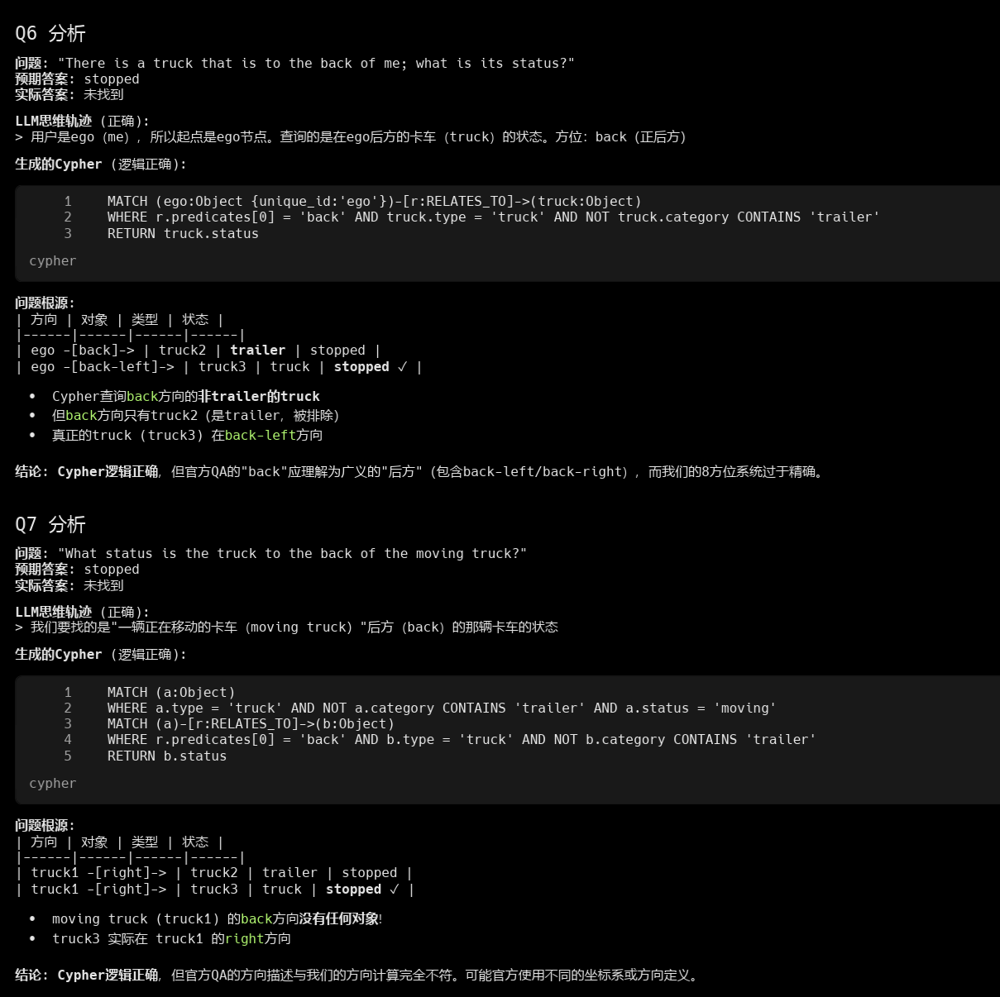 Q6 分析
问题: "There is a truck that is to the back of me; what is its status?"
预期答案: stopped
实际答案: 未找到
LLM思维轨迹 (正确):
> 用户是ego（me），所以起点是ego节点。查询的是在ego后方的卡车（truck）的状态。方位：back（正后方）
生成的Cypher (逻辑正确):
1 MATCH (ego:Object {unique_id:'ego'})-[r:RELATES_TO]->(truck:Object)
2 WHERE r.predicates[0] = 'back' AND truck.type = 'truck' AND NOT truck.category CONTAINS 'trailer'
3 RETURN truck.status
cypher
问题根源:
| 方向 | 对象 | 类型 | 状态 |
|------|------|------|------|
| ego -[back]-> | truck2 | trailer | stopped |
| ego -[back-left]-> | truck3 | truck | stopped ✓ |
• Cypher查询back方向的非trailer的truck
• 但back方向只有truck2（是trailer，被排除）
• 真正的truck (truck3) 在back-left方向
结论: Cypher逻辑正确，但官方QA的"back"应理解为广义的"后方"（包含back-left/back-right），而我们的8方位系统过于精确。
Q7 分析
问题: "What status is the truck to the back of the moving truck?"
预期答案: stopped
实际答案: 未找到
LLM思维轨迹 (正确):
> 我们要找的是"一辆正在移动的卡车（moving truck）"后方（back）的那辆卡车的状态
生成的Cypher (逻辑正确):
1 MATCH (a:Object)
2 WHERE a.type = 'truck' AND NOT a.category CONTAINS 'trailer' AND a.status = 'moving'
3 MATCH (a)-[r:RELATES_TO]->(b:Object)
4 WHERE r.predicates[0] = 'back' AND b.type = 'truck' AND NOT b.category CONTAINS 'trailer'
5 RETURN b.status
cypher
问题根源:
| 方向 | 对象 | 类型 | 状态 |
|------|------|------|------|
| truck1 -[right]-> | truck2 | trailer | stopped |
| truck1 -[right]-> | truck3 | truck | stopped ✓ |
• moving truck (truck1) 的back方向没有任何对象！
• truck3 实际在 truck1 的right方向
结论: Cypher逻辑正确，但官方QA的方向描述与我们的方向计算完全不符。可能官方使用不同的坐标系或方向定义。